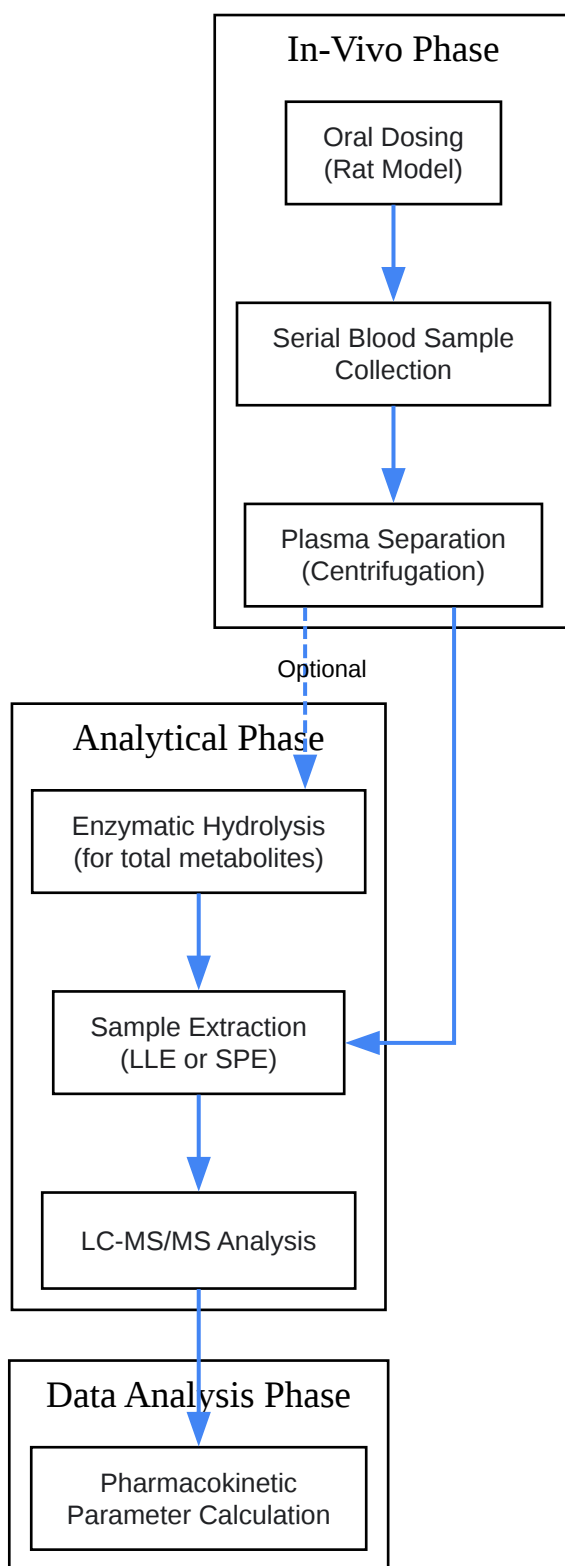 In-Vivo Phase
Oral Dosing
(Rat Model)
Serial Blood Sample
Collection
Plasma Separation
(Centrifugation)
Optional
Analytical Phase
Enzymatic Hydrolysis
(for total metabolites)
Sample Extraction
(LLE or SPE)
LC-MS/MS Analysis
Data Analysis Phase
Pharmacokinetic
Parameter Calculation